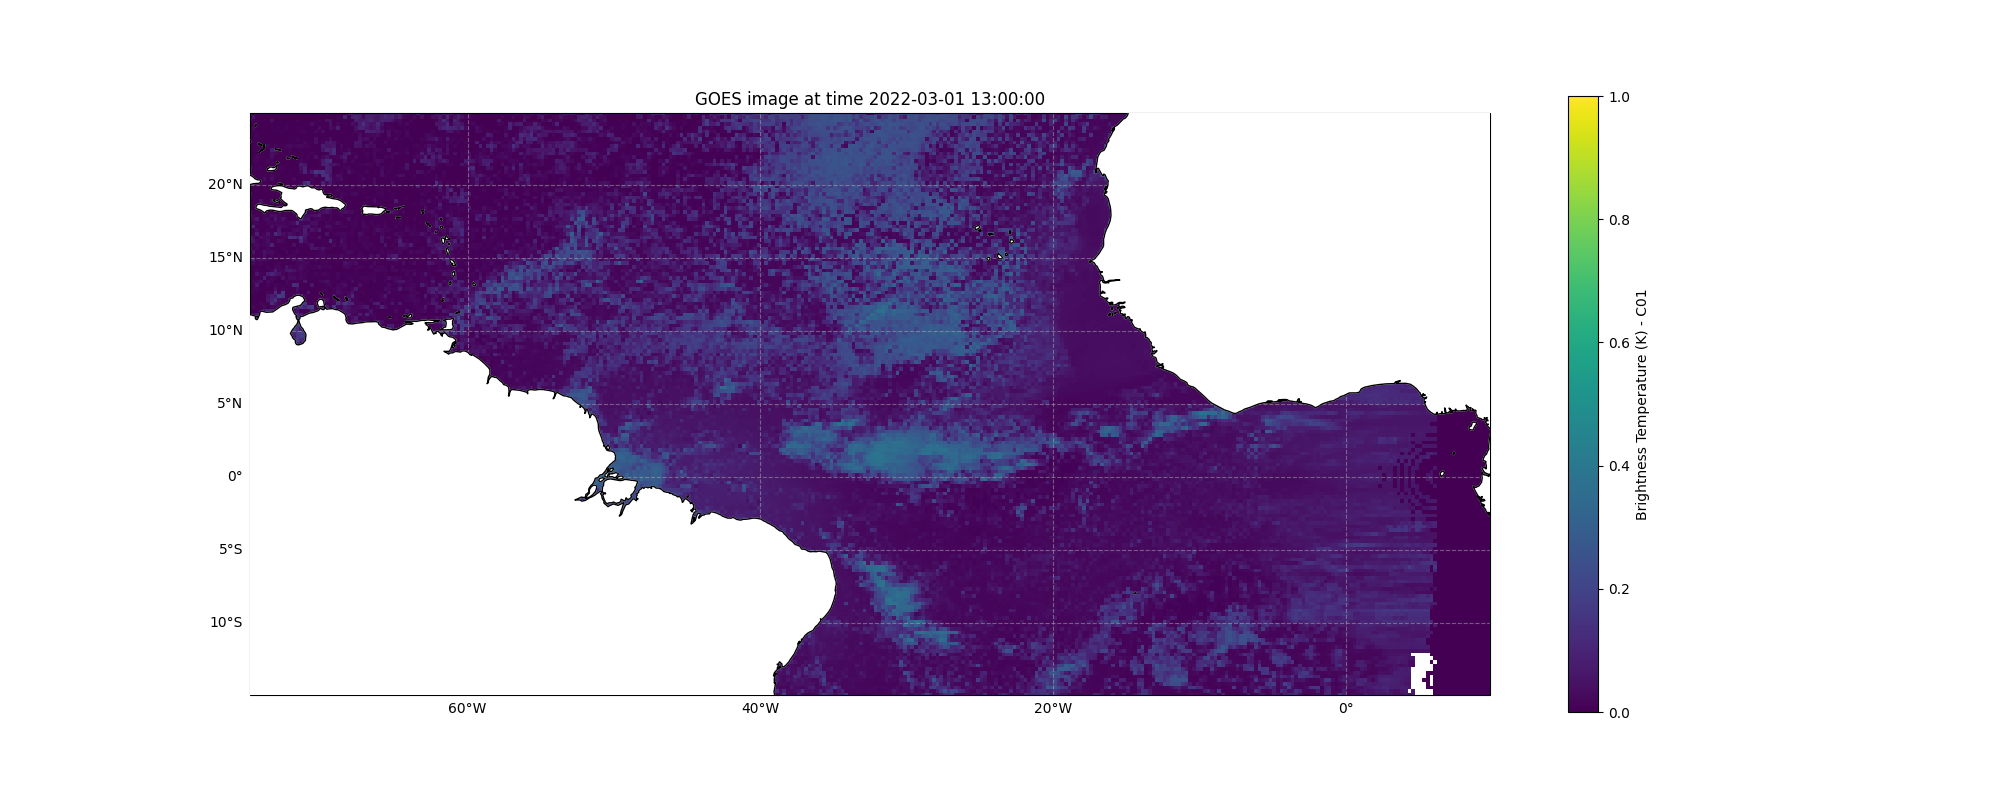 GOES image at time 2022-03-01 13:00:00
20°N
15°N
10°N
5°N
0°
5°S
10°S
60°W
40°W
20°W
0°
1.0
0.8
0.6
0.4
0.2
0.0
Brightness Temperature (K) - C01